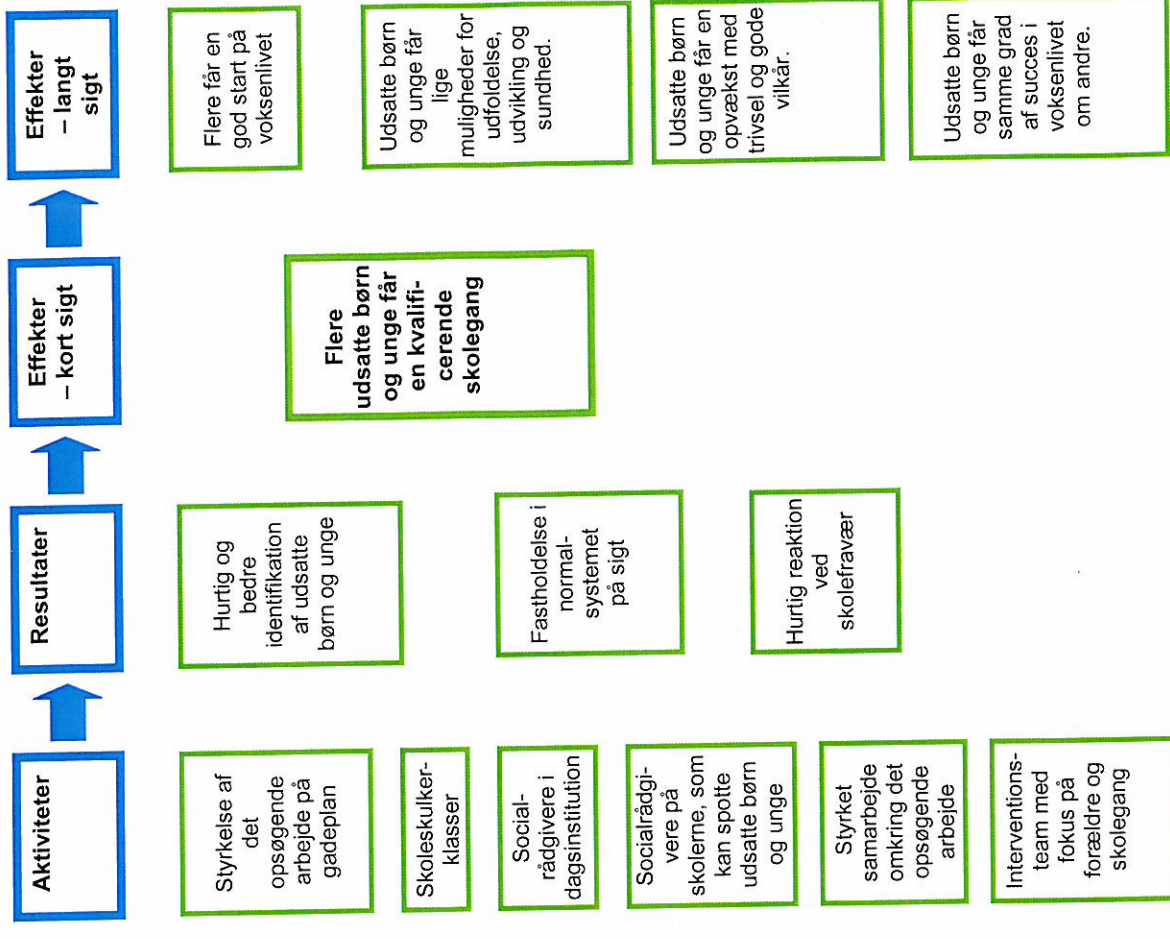 Aktiviteter
Styrkelse af
det
opsøgende
arbejde på
gadeplan
Skoleskulker-
klasser
Social-
rådgivere i
dagsinstitution
Socialrådgi-
vere på
skolerne, som
kan spotte
udsatte børn
og unge
Styrket
samarbejde
omkring det
opsøgende
arbejde
Interventions-
team med
fokus på
forældre og
skolegang
Resultater
Hurtig og
bedre
identifikation
af udsatte
børn og unge
Fastholdelse i
normal-
systemet
på sigt
Hurtig reaktion
ved
skolefravær
Effekter
– kort sigt
Flere
udsatte børn
og unge får
en kvalifi-
cerende
skolegang
Effekter
– langt
sigt
Flere får en
god start på
voksenlivet
Udsatte børn
og unge får
lige
muligheder for
udfoldelse,
udvikling og
sundhed.
Udsatte børn
og unge får en
opvækst med
trivsel og gode
vilkår.
Udsatte børn
og unge får
samme grad
af succes i
voksenlivet
om andre.